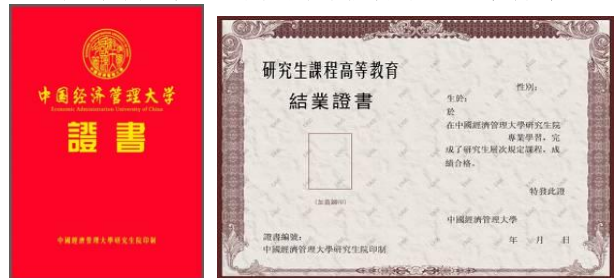 中国经济管理大学
Economic Administration University of China
證書
中國經濟管理大學研究生院印制
研究生課程高等教育
結業證書
(加蓋鋼印)
證書編號:
中國經濟管理大學研究生院印制
性别:
生於:
於
在中國經濟管理大學研究生院
專業學習,完
成了研究生層次規定課程,成
績合格。
特發此證
中國經濟管理大學
年 月 日